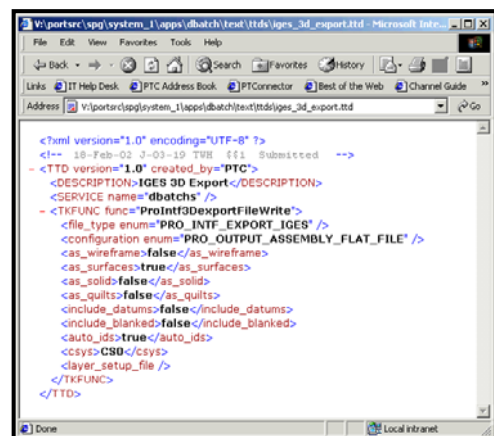 V:\portsrc\spg\system_1\apps\dbatch\text\ttds\iges_3d_export.ttd - Microsoft Inte...
File Edit View Favorites Tools Help
Back Search Favorites History
Links IT Help Desk PTC Address Book PTConnector Best of the Web Channel Guide »
Address V:\portsrc\spg\system_1\apps\dbatch\text\ttds\iges_3d_export.ttd Go
<?xml version="1.0" encoding="UTF-8" ?>
<!-- 18-Feb-02 J-03-19 TWH $$1 Submitted -->
- <TTD version="1.0" created_by="PTC">
<DESCRIPTION>IGES 3D Export</DESCRIPTION>
<SERVICE name="dbatchs" />
- <TKFUNC func="ProIntf3DexportFileWrite">
<file_type enum="PRO_INTF_EXPORT_IGES" />
<configuration enum="PRO_OUTPUT_ASSEMBLY_FLAT_FILE" />
<as_wireframe>false</as_wireframe>
<as_surfaces>true</as_surfaces>
<as_solid>false</as_solid>
<as_quilts>false</as_quilts>
<include_datums>false</include_datums>
<include_blanked>false</include_blanked>
<auto_ids>true</auto_ids>
<csys>CS0</csys>
<layer_setup_file />
</TKFUNC>
</TTD>
Done Local intranet